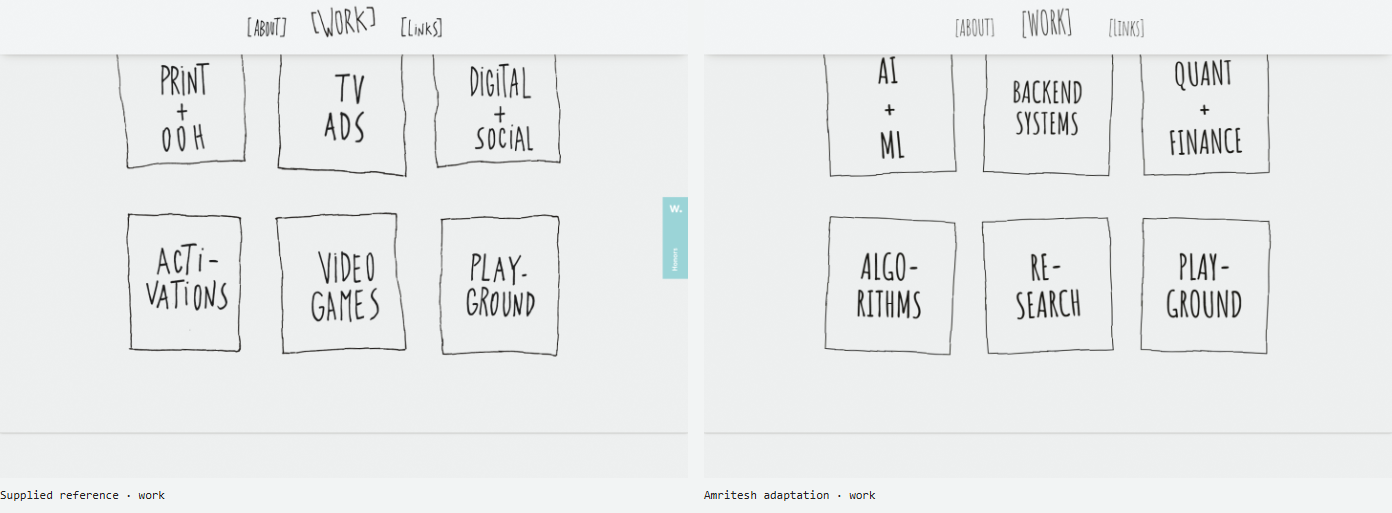 [ABOUT] [WORK] [LiNKS]
PRiNT
+
OOH
TV
ADS
DiGiTAL
+
SOCiAL
W.
Honors
ACTi-
VATiONS
ViDEO
GAMES
PLAY-
GROUND
Supplied reference · work
[ABOUT] [WORK] [LINKS]
AI
+
ML
BACKEND
SYSTEMS
QUANT
+
FINANCE
ALGO-
RITHMS
RE-
SEARCH
PLAY-
GROUND
Amritesh adaptation · work